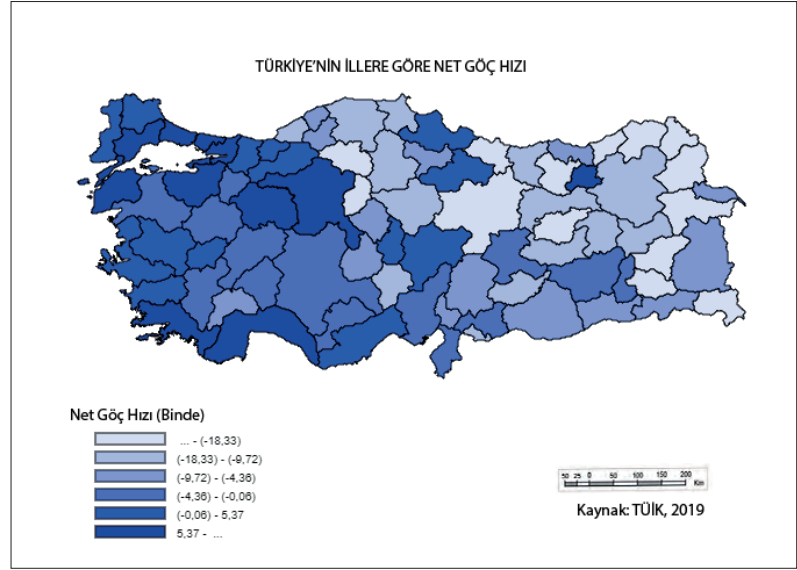 TÜRKİYE'NİN İLLERE GÖRE NET GÖÇ HIZI
Net Göç Hızı (Binde)
... - (-18,33)
(-18,33) - (-9,72)
(-9,72) - (-4,36)
(-4,36) - (-0,06)
(-0,06) - 5,37
5,37 - ...
50 25 0 50 100 150 200
Km
Kaynak: TÜİK, 2019